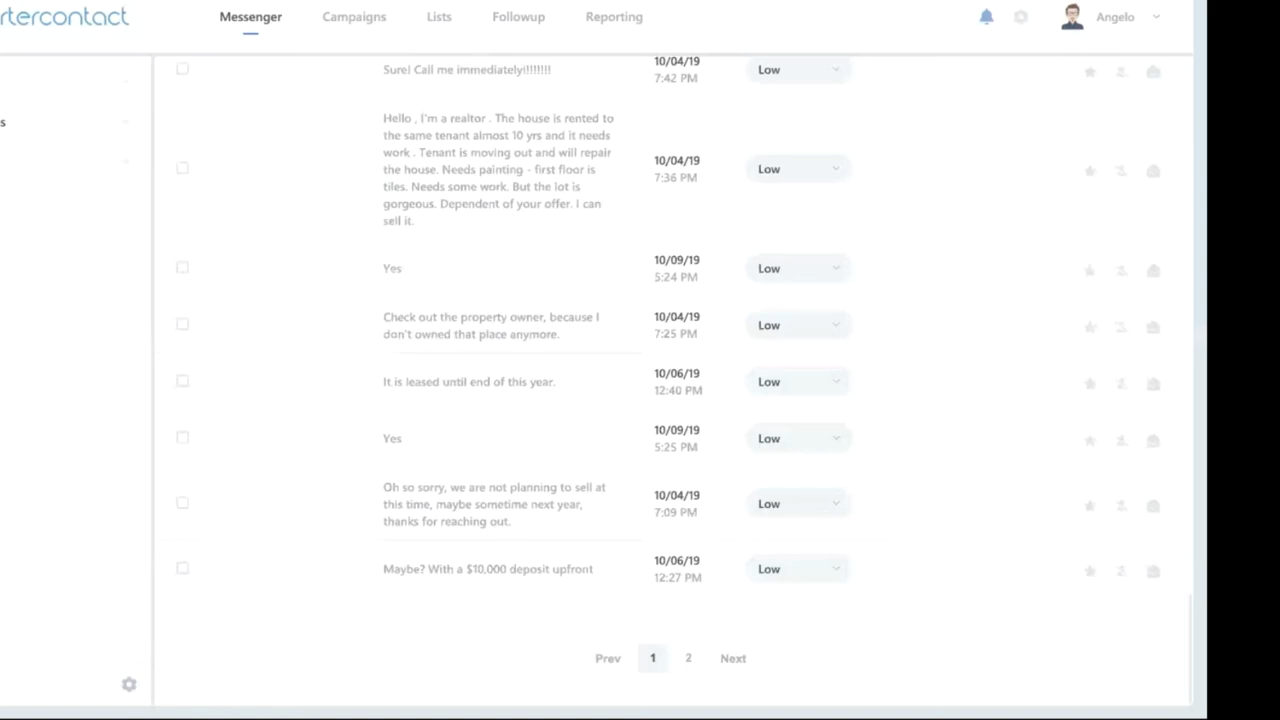 rtercontact Messenger Campaigns Lists Followup Reporting Angelo
s
Sure! Call me immediately!!!!!!!! 10/04/19 Low
7:42 PM
Hello , I'm a realtor . The house is rented to
the same tenant almost 10 yrs and it needs
work . Tenant is moving out and will repair
the house. Needs painting - first floor is
tiles. Needs some work. But the lot is
gorgeous. Dependent of your offer. I can
sell it.
10/04/19 Low
7:36 PM
Yes 10/09/19 Low
5:24 PM
Check out the property owner, because I
don't owned that place anymore.
10/04/19 Low
7:25 PM
It is leased until end of this year. 10/06/19 Low
12:40 PM
Yes 10/09/19 Low
5:25 PM
Oh so sorry, we are not planning to sell at
this time, maybe sometime next year,
thanks for reaching out.
10/04/19 Low
7:09 PM
Maybe? With a $10,000 deposit upfront 10/06/19 Low
12:27 PM
Prev 1 2 Next